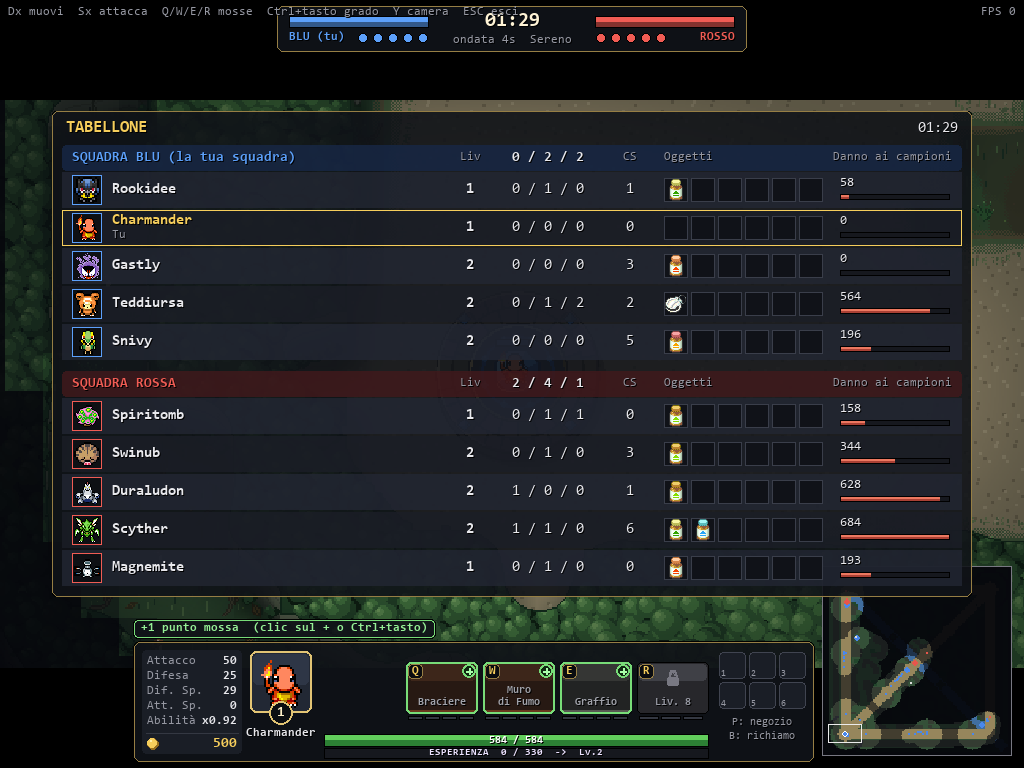 Dx muovi  Sx attacca  Q/W/E/R mosse  Ctrl+tasto grado  Y camera  ESC esci
FPS 0
01:29
BLU (tu)
ondata 4s  Sereno
ROSSO
TABELLONE 01:29
SQUADRA BLU (la tua squadra) Liv 0 / 2 / 2 CS Oggetti Danno ai campioni
Rookidee 1 0 / 1 / 0 1 58
Charmander 1 0 / 0 / 0 0 0
Tu
Gastly 2 0 / 0 / 0 3 0
Teddiursa 2 0 / 1 / 2 2 564
Snivy 2 0 / 0 / 0 5 196
SQUADRA ROSSA Liv 2 / 4 / 1 CS Oggetti Danno ai campioni
Spiritomb 1 0 / 1 / 1 0 158
Swinub 2 0 / 1 / 0 3 344
Duraludon 2 1 / 0 / 0 1 628
Scyther 2 1 / 1 / 0 6 684
Magnemite 1 0 / 1 / 0 0 193
+1 punto mossa  (clic sul + o Ctrl+tasto)
Attacco 50
Difesa 25
Dif. Sp. 29
Att. Sp. 0
Abilità x0.92
500
1
Charmander
Q
Braciere
W
Muro
di Fumo
E
Graffio
R
Liv. 8
1 2 3
4 5 6
P: negozio
B: richiamo
584 / 584
ESPERIENZA  0 / 330  ->  Lv.2